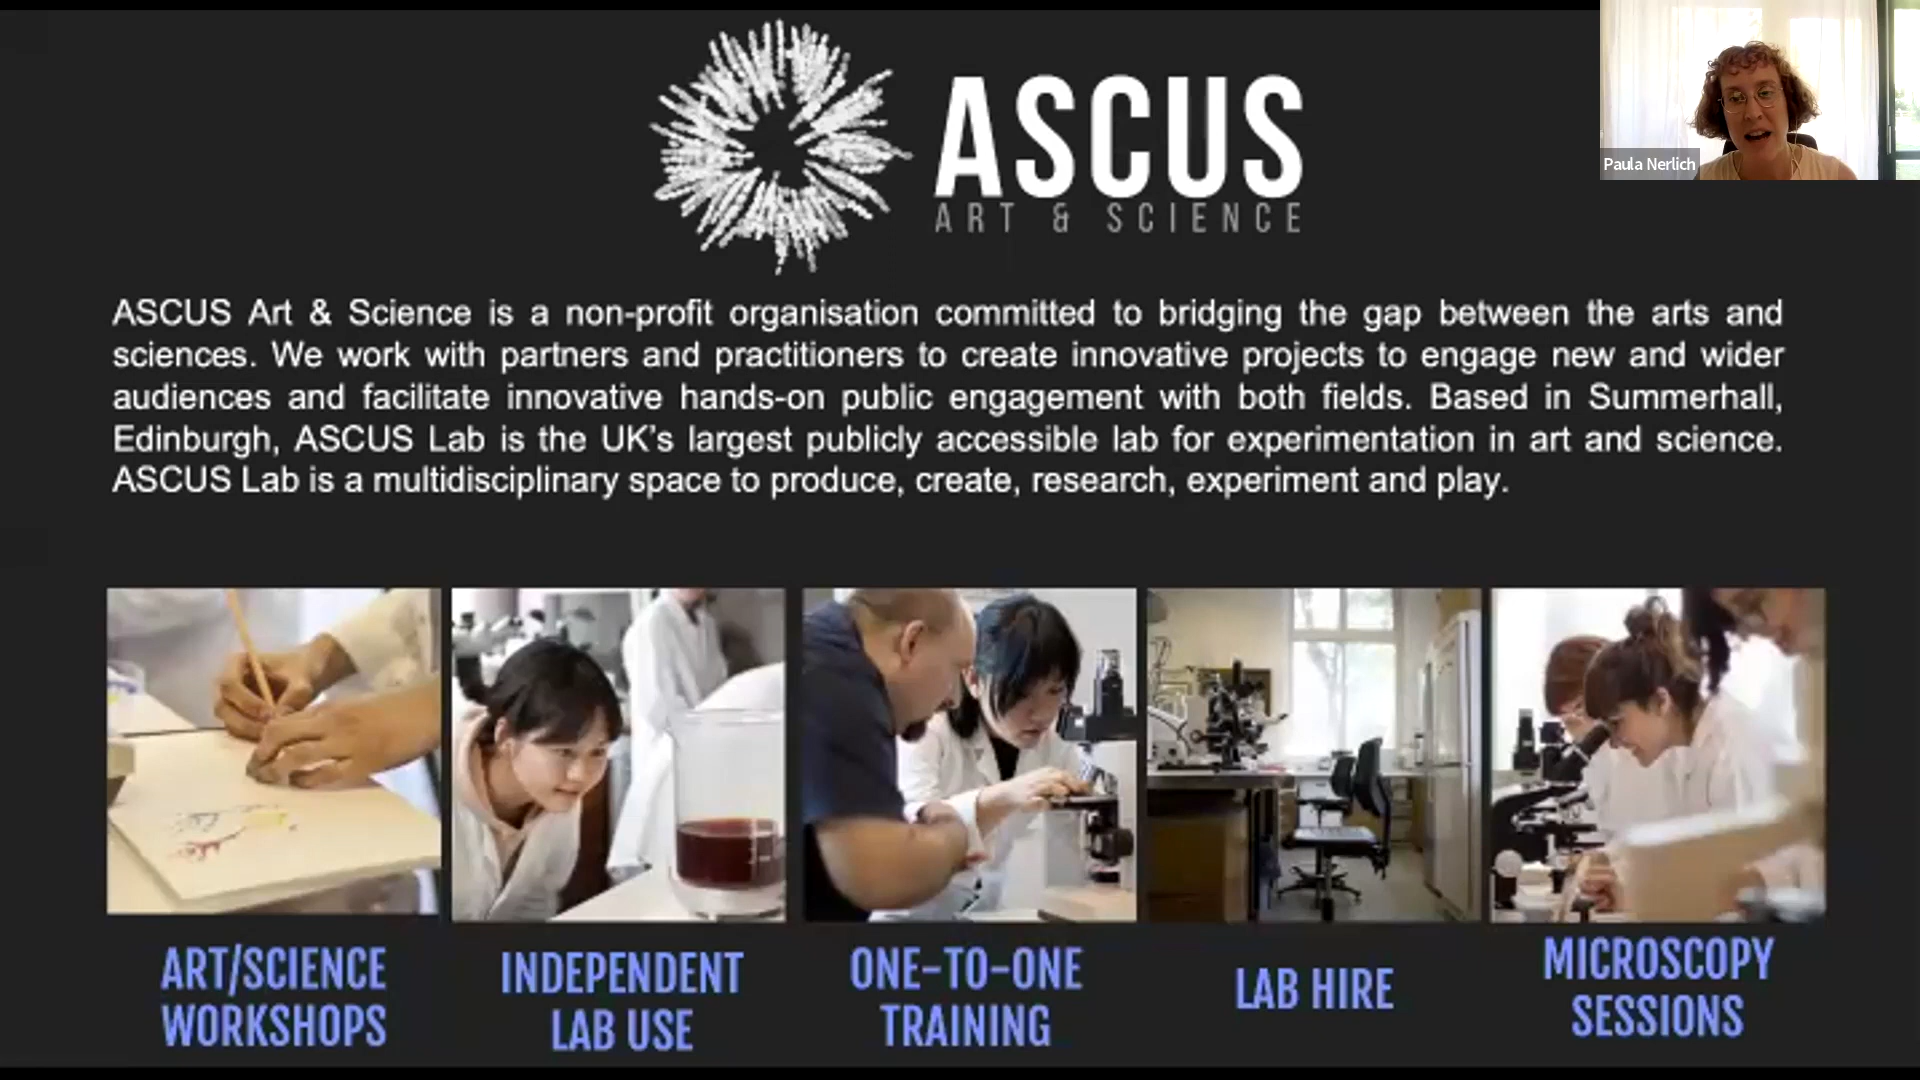 ASCUS
ART & SCIENCE
Paula Nerlich
ASCUS Art & Science is a non-profit organisation committed to bridging the gap between the arts and
sciences. We work with partners and practitioners to create innovative projects to engage new and wider
audiences and facilitate innovative hands-on public engagement with both fields. Based in Summerhall,
Edinburgh, ASCUS Lab is the UK’s largest publicly accessible lab for experimentation in art and science.
ASCUS Lab is a multidisciplinary space to produce, create, research, experiment and play.
ART/SCIENCE
WORKSHOPS
INDEPENDENT
LAB USE
ONE-TO-ONE
TRAINING
LAB HIRE
MICROSCOPY
SESSIONS